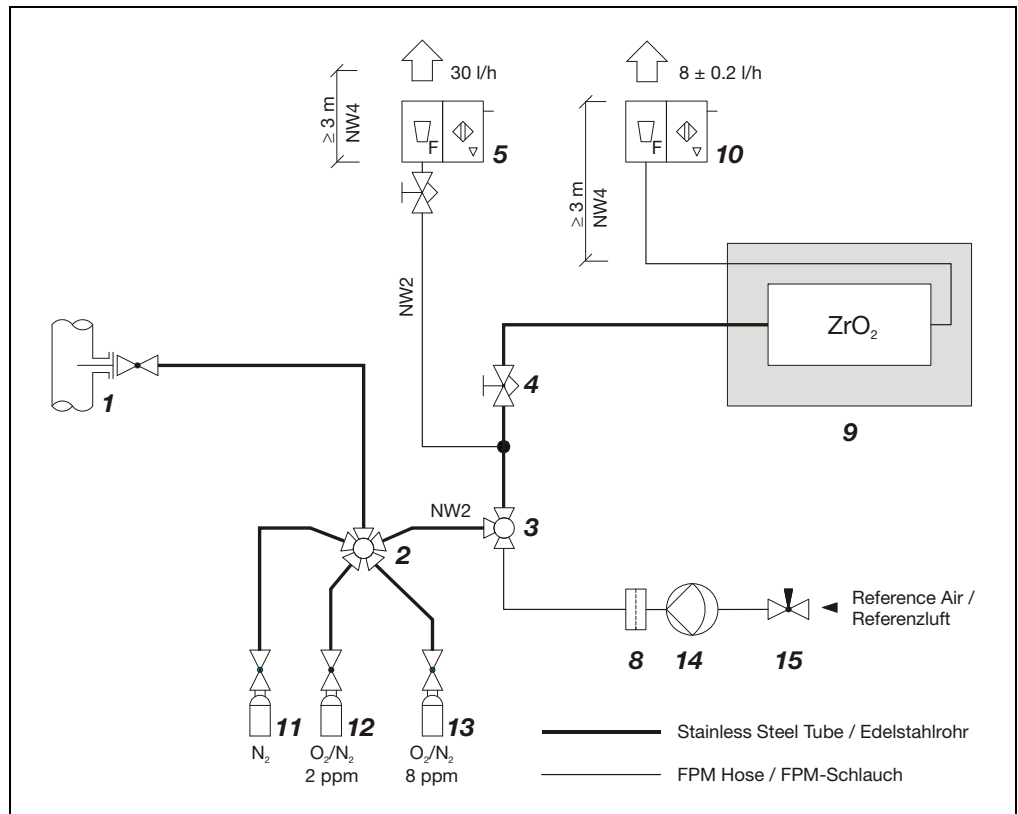 30 l/h
8 ± 0.2 l/h
≥ 3 m
NW4
F
5
F
10
≥ 3 m
NW4
NW2
ZrO₂
1
4
9
NW2
2
3
Reference Air /
Referenzluft
8
14
15
11
12
13
N₂
O₂/N₂
2 ppm
O₂/N₂
8 ppm
Stainless Steel Tube / Edelstahlrohr
FPM Hose / FPM-Schlauch